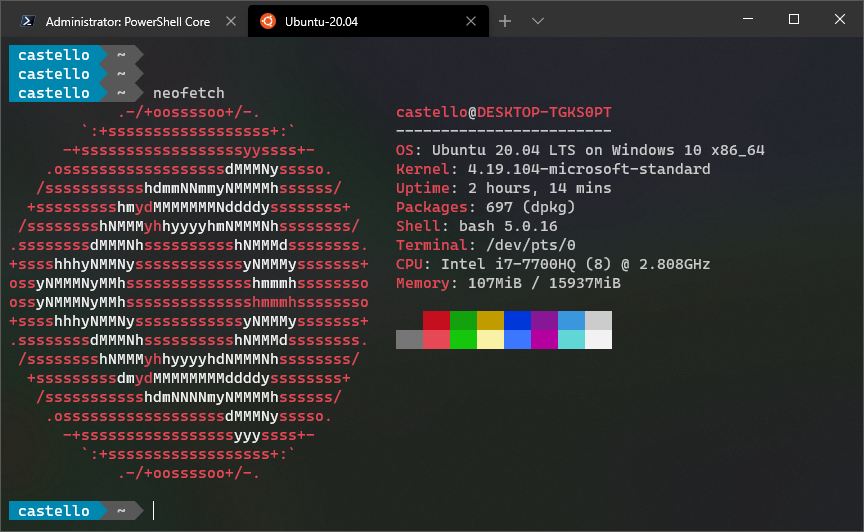 Administrator: PowerShell Core
Ubuntu-20.04
castello ~
castello ~
castello ~ neofetch
.-/+oossssoo+/-.
`:+ssssssssssssssssss+:`
-+ssssssssssssssssssyyssss+-
.ossssssssssssssssssdMMMNysssso.
/ssssssssssshdmmNNmmyNMMMMhssssss/
+ssssssssshmydMMMMMMMNddddyssssssss+
/sssssssshNMMMyhhyyyyhmNMMMNhssssssss/
.ssssssssdMMMNhsssssssssshNMMMdssssssss.
+sssshhhyNMMNyssssssssssssyNMMMysssssss+
ossyNMMMNyMMhsssssssssssssshmmmhssssssso
ossyNMMMNyMMhsssssssssssssshmmmhssssssso
+sssshhhyNMMNyssssssssssssyNMMMysssssss+
.ssssssssdMMMNhsssssssssshNMMMdssssssss.
/sssssssshNMMMyhhyyyyhdNMMMNhssssssss/
+sssssssssdmydMMMMMMMMddddyssssssss+
/ssssssssssshdmNNNNmyNMMMMhssssss/
.ossssssssssssssssssdMMMNysssso.
-+sssssssssssssssssyyyssss+-
`:+ssssssssssssssssss+:`
.-/+oossssoo+/-.
castello@DESKTOP-TGKS0PT
------------------------
OS: Ubuntu 20.04 LTS on Windows 10 x86_64
Kernel: 4.19.104-microsoft-standard
Uptime: 2 hours, 14 mins
Packages: 697 (dpkg)
Shell: bash 5.0.16
Terminal: /dev/pts/0
CPU: Intel i7-7700HQ (8) @ 2.808GHz
Memory: 107MiB / 15937MiB
castello ~